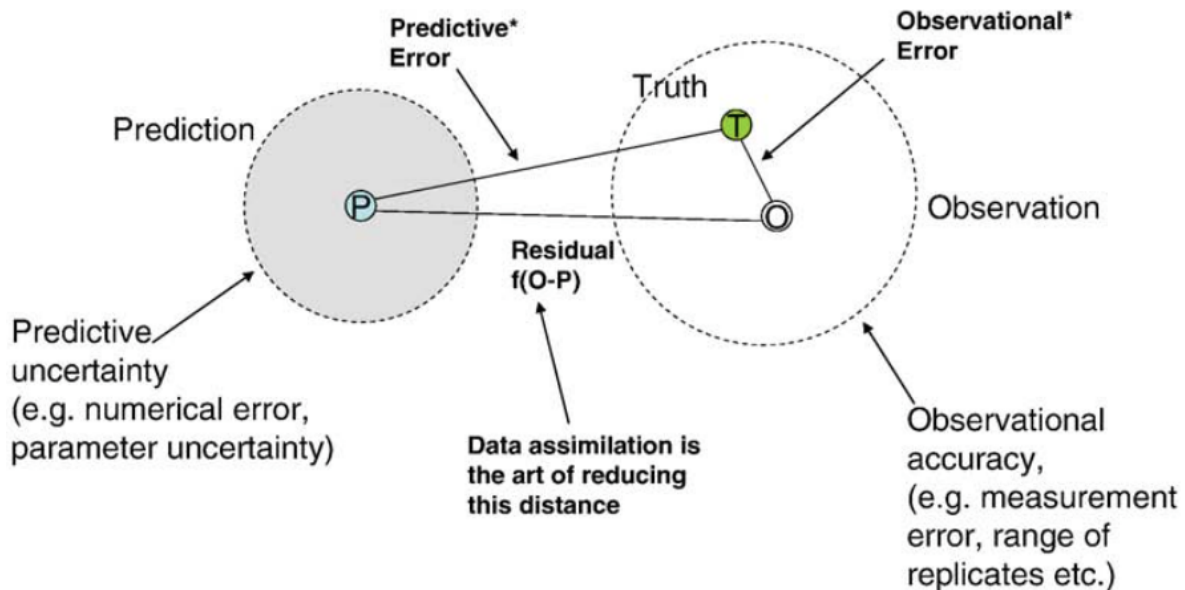 Predictive*
Error
Observational*
Error
Truth
T
Prediction
P
O
Observation
Residual
f(O-P)
Predictive
uncertainty
(e.g. numerical error,
parameter uncertainty)
Data assimilation is
the art of reducing
this distance
Observational
accuracy,
(e.g. measurement
error, range of
replicates etc.)